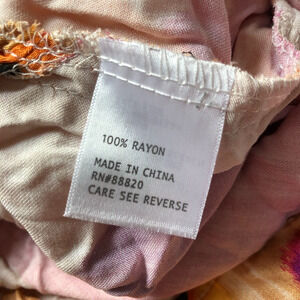 100% RAYON
MADE IN CHINA
RN#88820
CARE SEE REVERSE